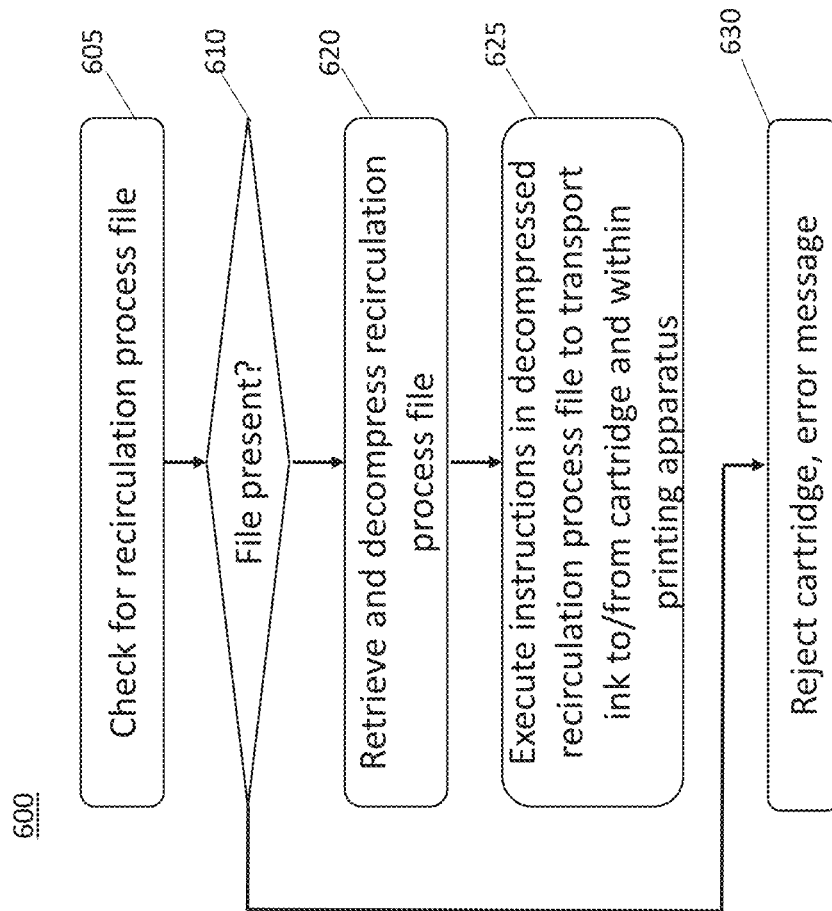 600
Check for recirculation process file
605
File present?
610
Retrieve and decompress recirculation
process file
620
Execute instructions in decompressed
recirculation process file to transport
ink to/from cartridge and within
printing apparatus
625
Reject cartridge, error message
630